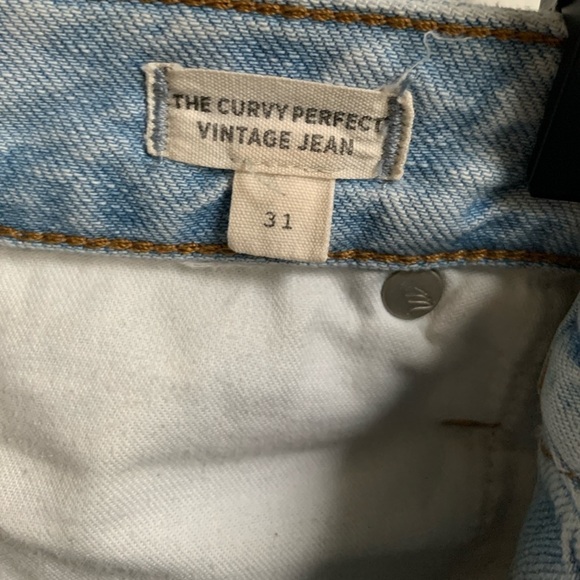 THE CURVY PERFECT
VINTAGE JEAN
31